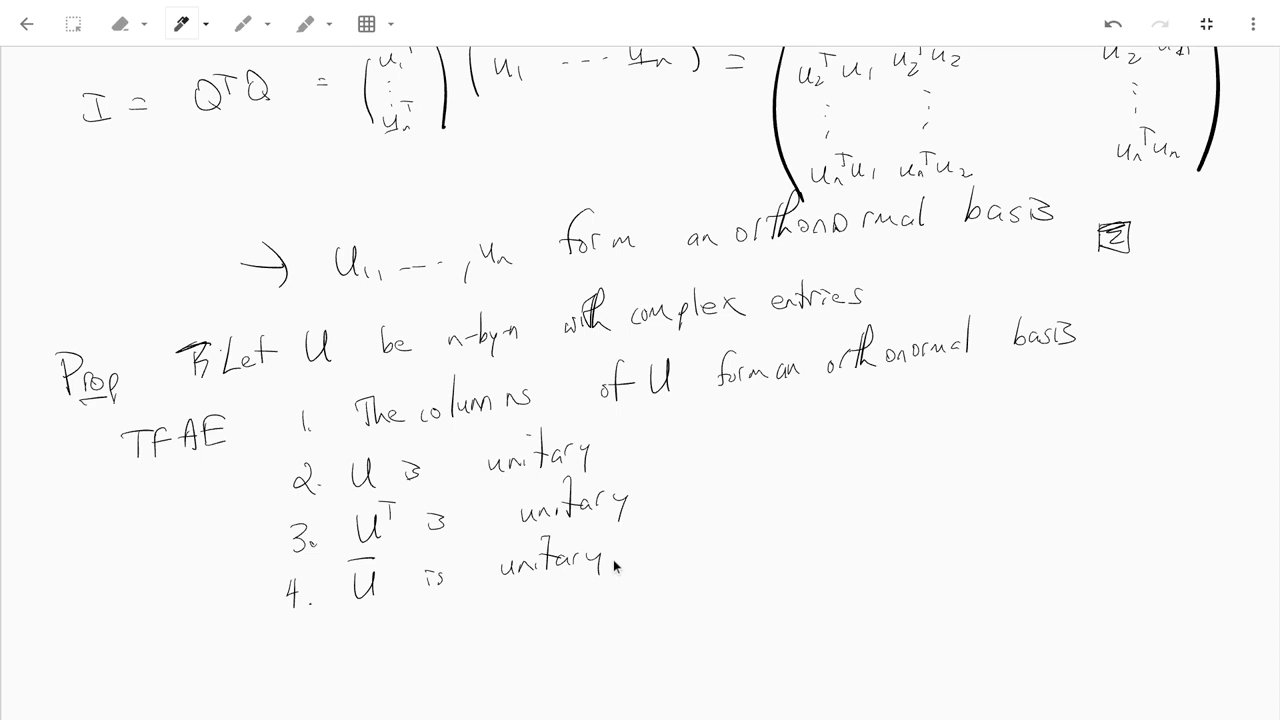 I = QᵀQ = ( u₁ᵀ ⋮ uₙᵀ ) ( u₁ --- uₙ ) = ( u₂ᵀu₁ u₂ᵀu₂
⋮ ⋮ ⋮
uₙᵀu₁ uₙᵀu₂ uₙᵀuₙ )
→ u₁, ---, uₙ form an orthonormal basis
Prop Let U be n-by-n with complex entries
TFAE 1. The columns of U form an orthonormal basis
2. U is unitary
3. Uᵀ is unitary
4. U̅ is unitary